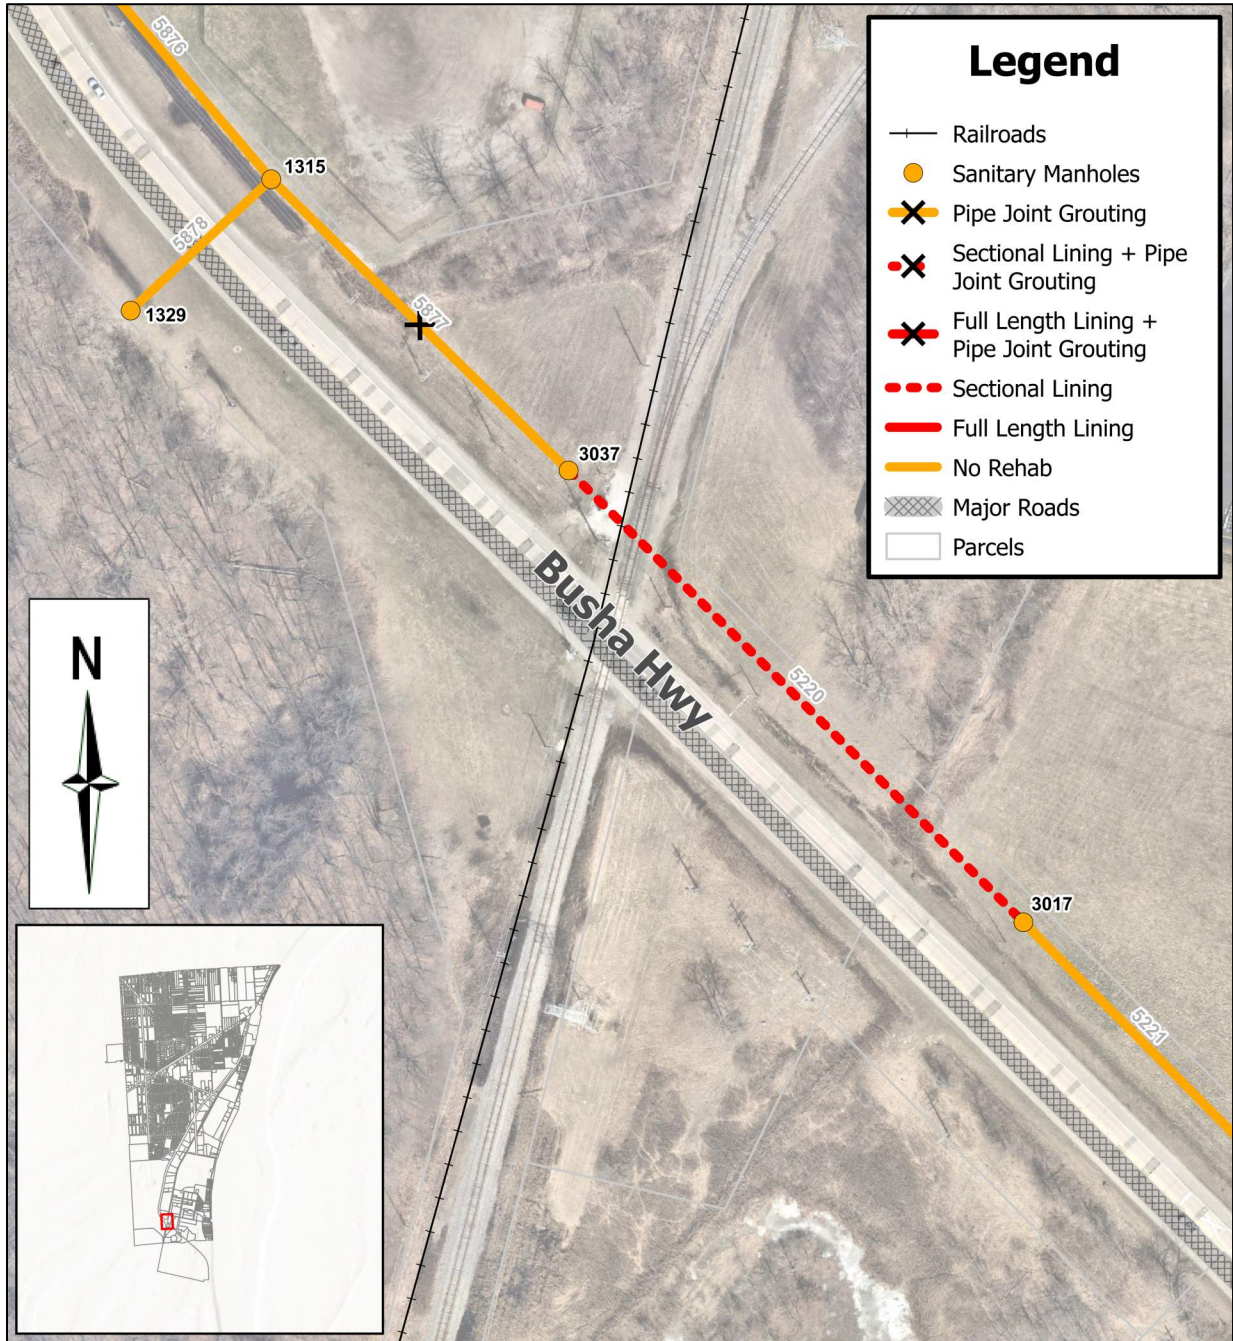 Legend
Railroads
Sanitary Manholes
Pipe Joint Grouting
Sectional Lining + Pipe
Joint Grouting
Full Length Lining +
Pipe Joint Grouting
Sectional Lining
Full Length Lining
No Rehab
Major Roads
Parcels
5876
1315
5878
1329
5877
3037
Busha Hwy
5220
3017
5221
N